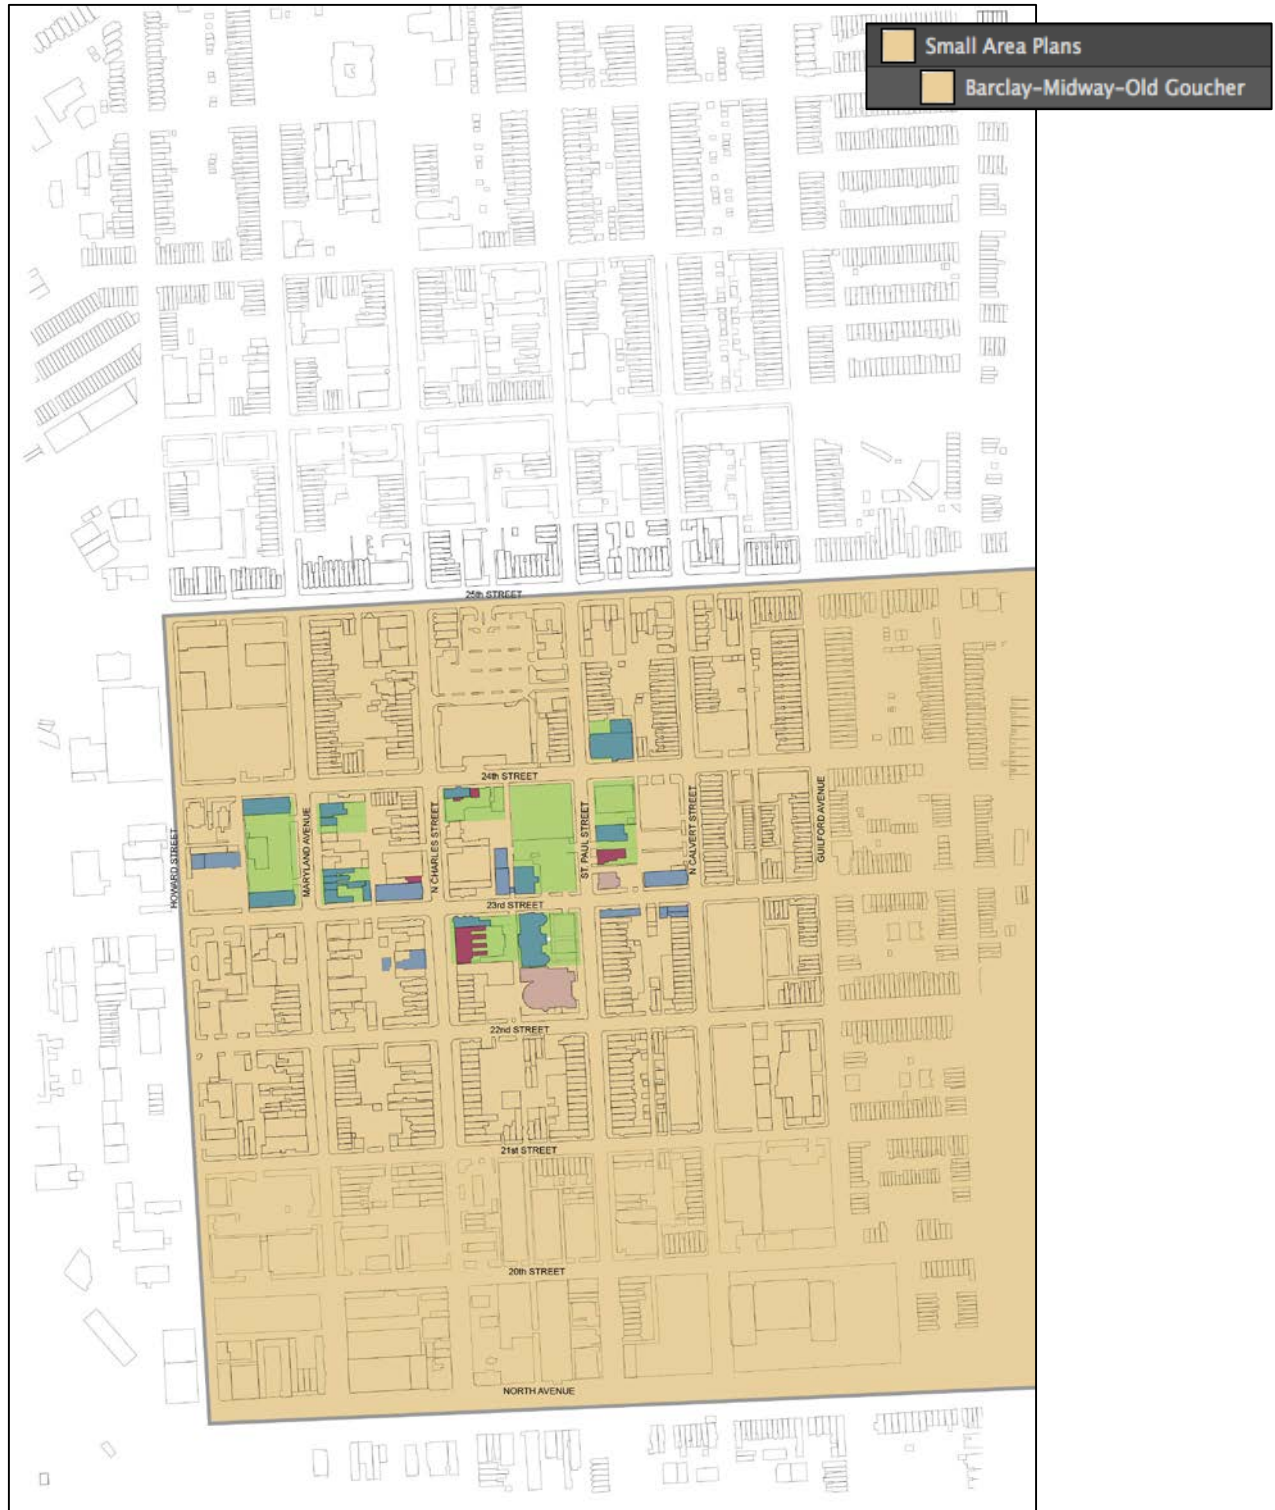 Small Area Plans
Barclay-Midway-Old Goucher
25th STREET
24th STREET
HOWARD STREET
MARYLAND AVENUE
N CHARLES STREET
ST. PAUL STREET
N CALVERT STREET
GUILFORD AVENUE
23rd STREET
22nd STREET
21st STREET
20th STREET
NORTH AVENUE